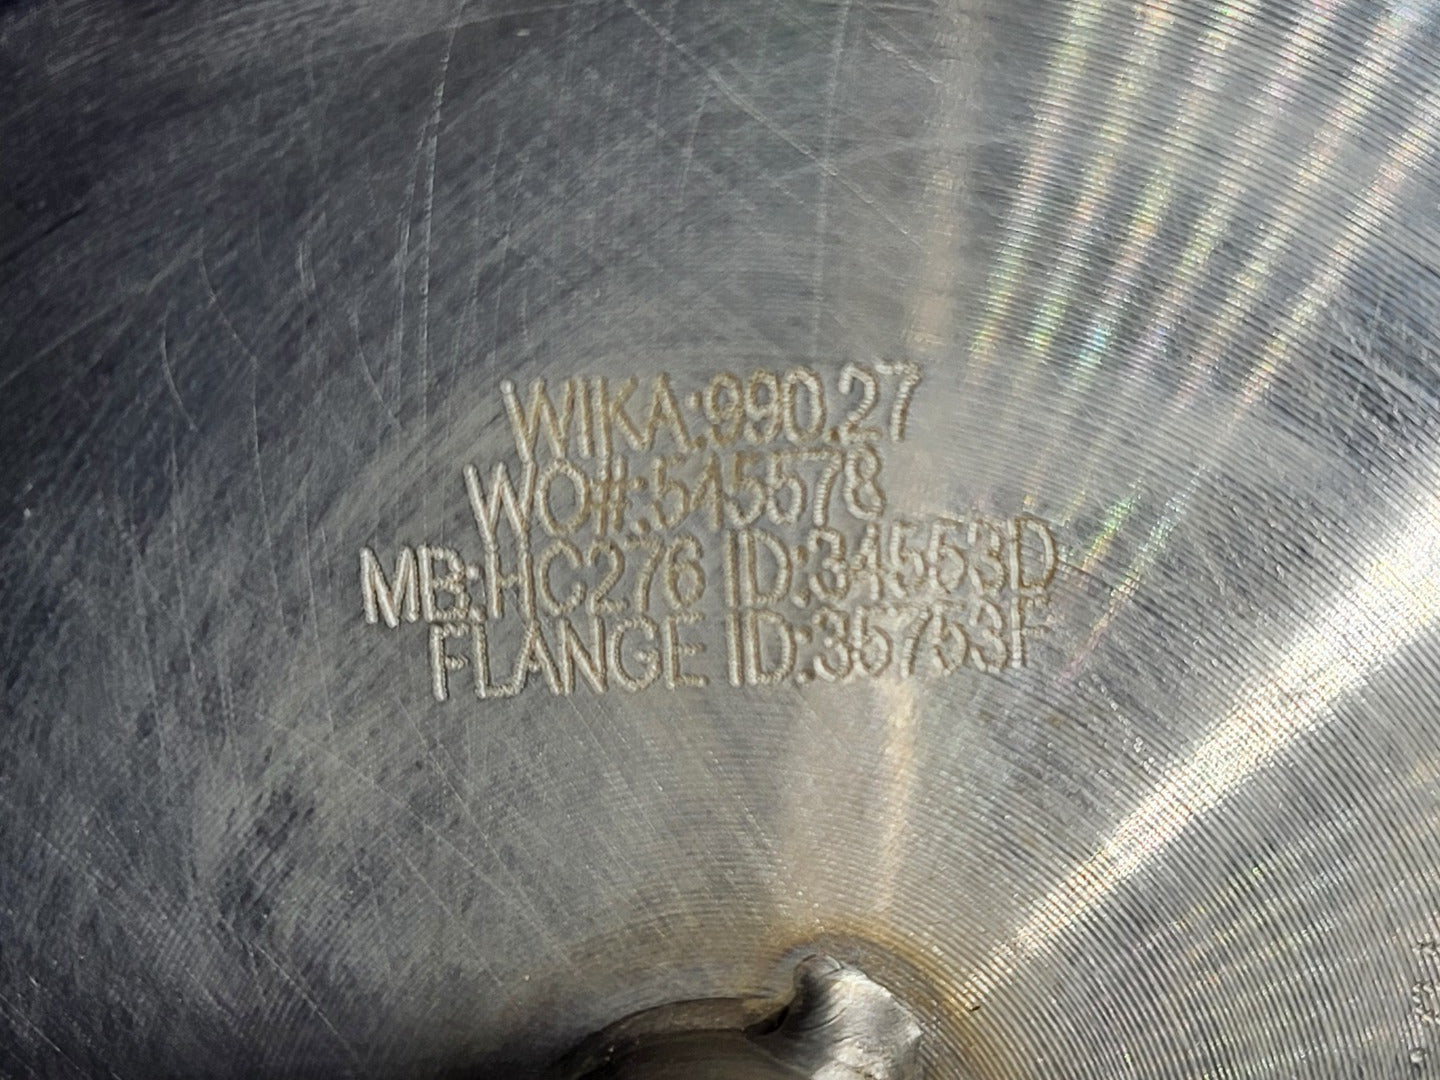 WIKA:990.27
WO#:545578
MB:HC276 ID:34553D
FLANGE ID:35753F